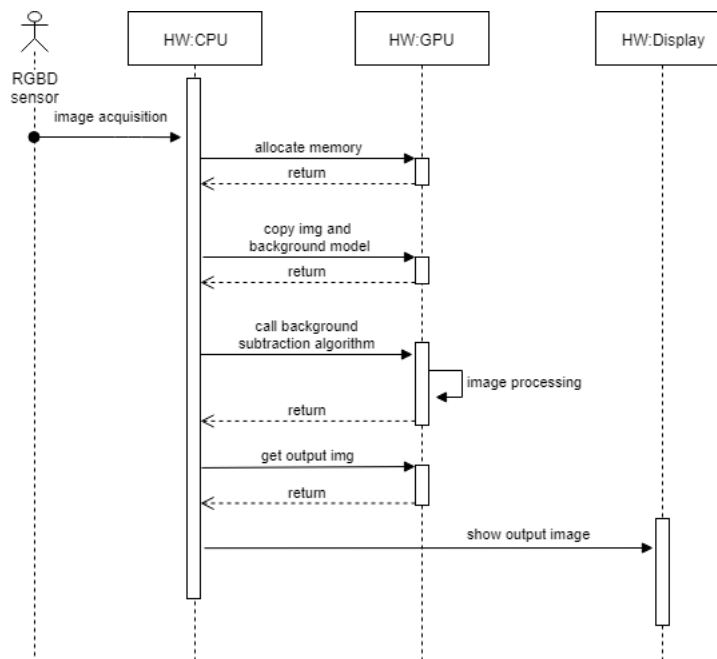 HW:CPU
HW:GPU
HW:Display
RGBD
sensor
image acquisition
allocate memory
return
copy img and
background model
return
call background
subtraction algorithm
image processing
return
get output img
return
show output image